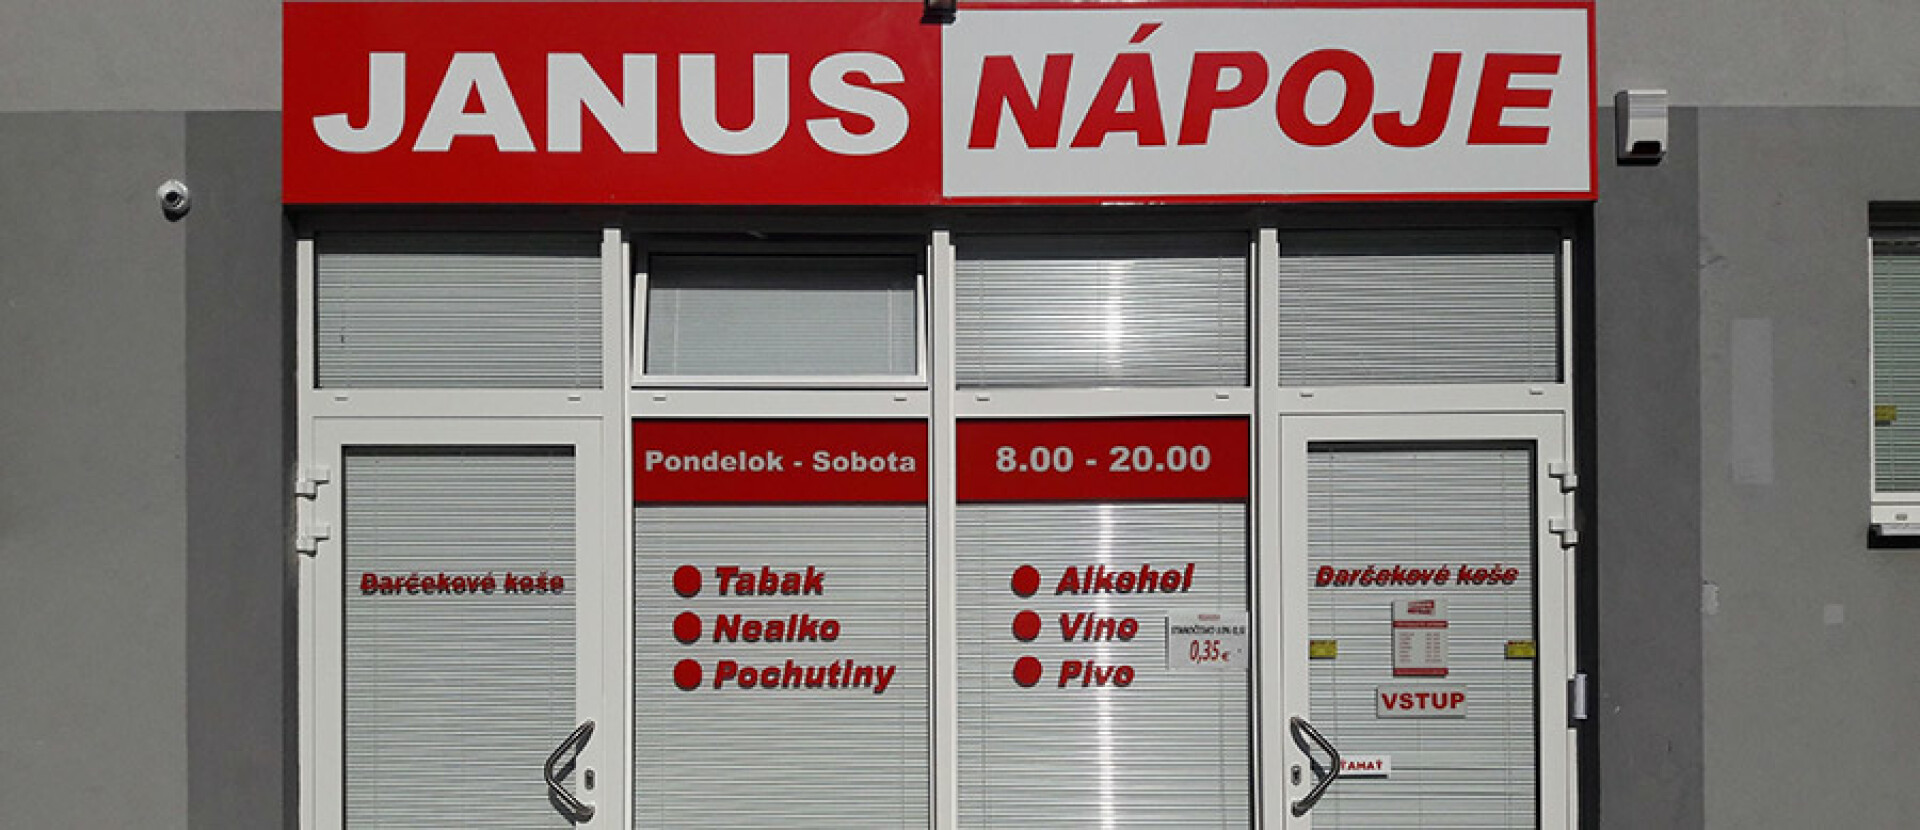 JANUS NÁPOJE
Pondelok - Sobota
8.00 - 20.00
Darčekové koše
Tabak
Nealko
Pochutiny
Alkohol
Víno
Pivo
0,35 €
Darčekové koše
VSTUP
ŤAHAŤ